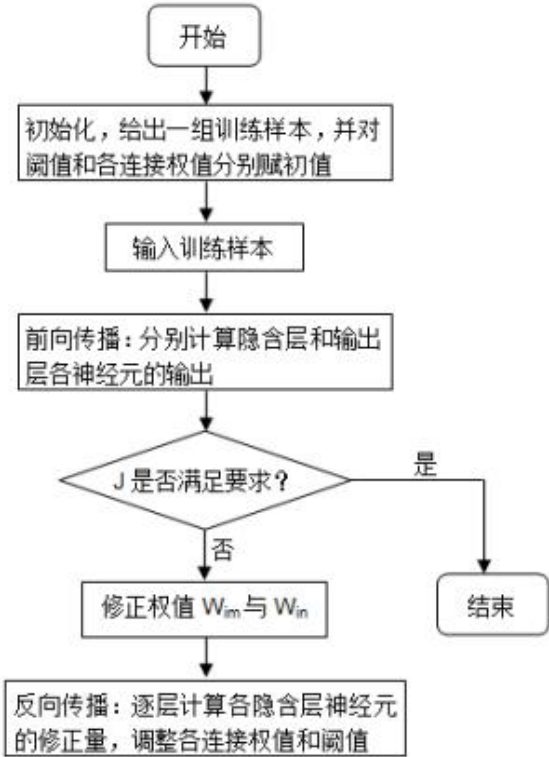 开始
初始化，给出一组训练样本，并对
阈值和各连接权值分别赋初值
输入训练样本
前向传播：分别计算隐含层和输出
层各神经元的输出
J 是否满足要求？
是
否
修正权值 Wim与 Win
结束
反向传播：逐层计算各隐含层神经元
的修正量，调整各连接权值和阈值